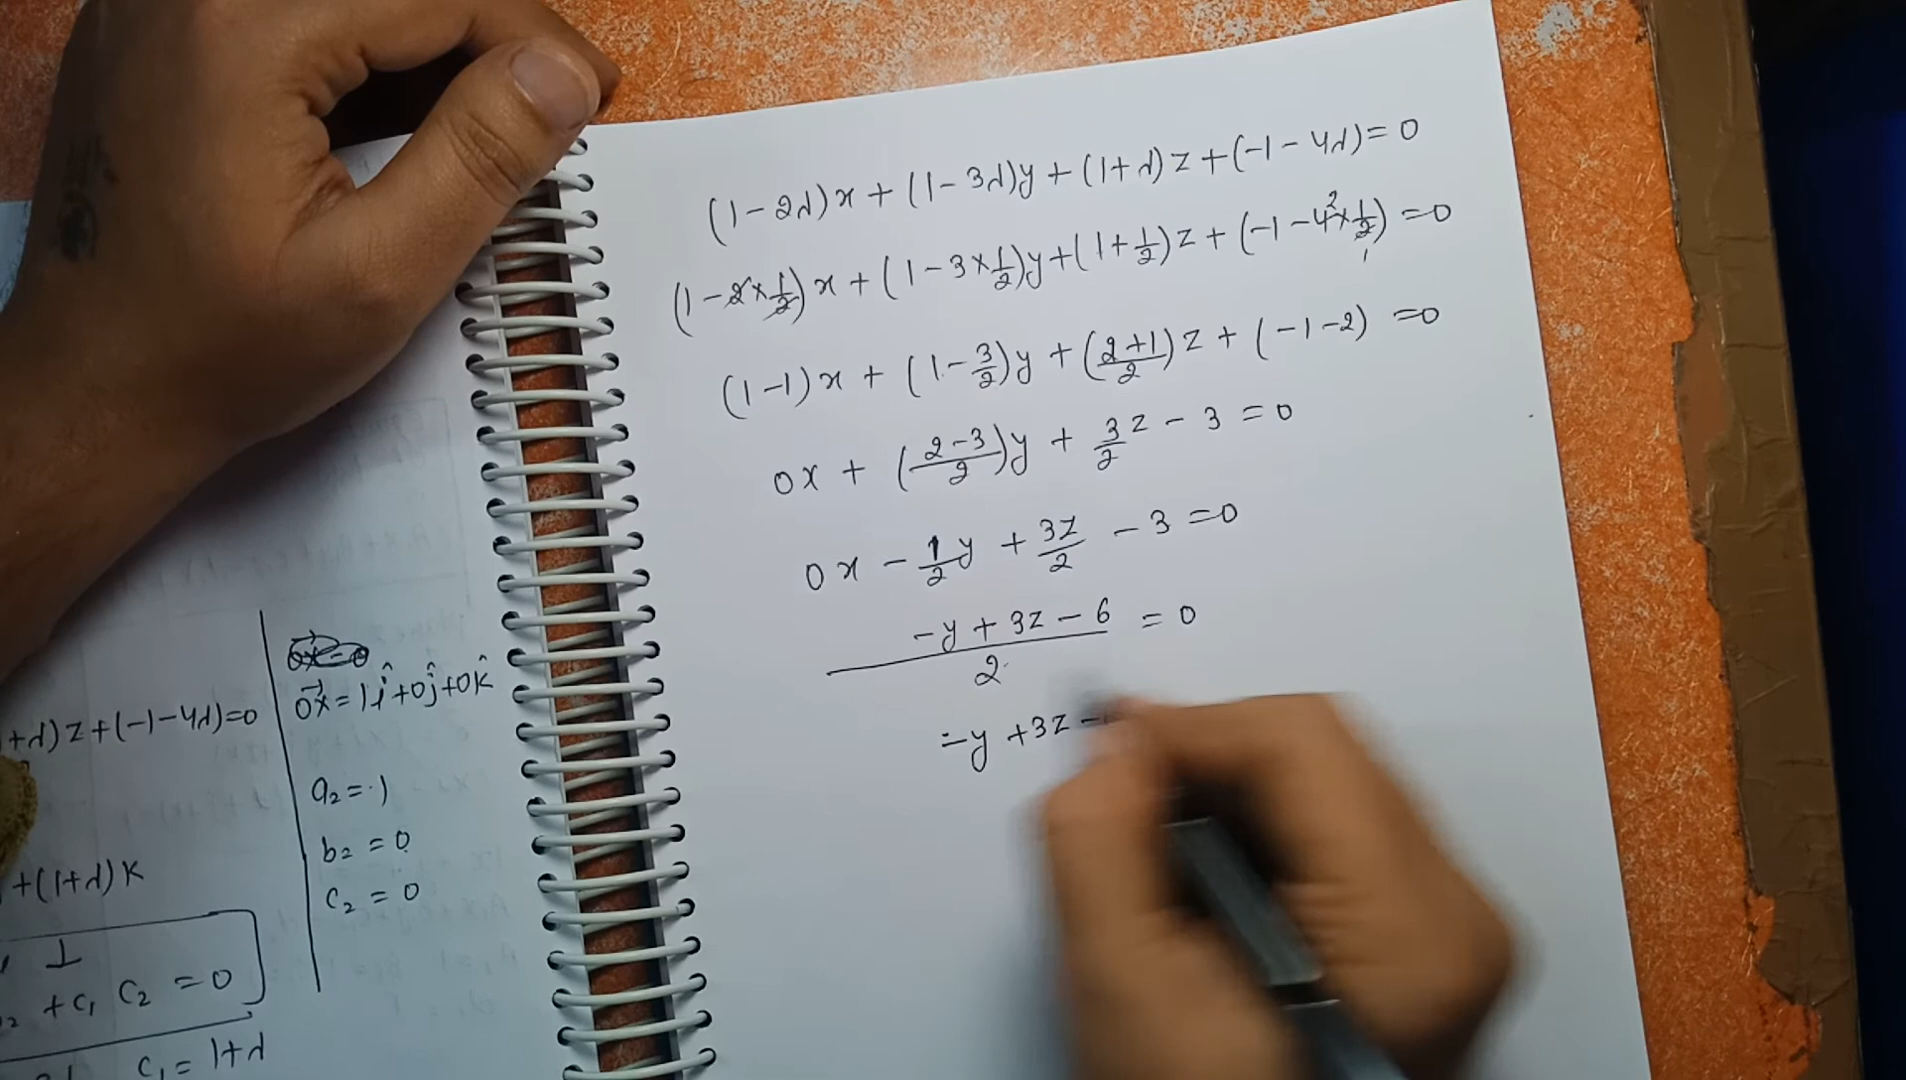 +λ)z+(-1-4λ)=0
+(1+λ)k
⊥
+c₁ c₂ = 0
c₁ = 1+λ
0x⃗ = 1î+0ĵ+0k̂
a₂ = 1
b₂ = 0
c₂ = 0
(1-2λ)x + (1-3λ)y + (1+λ)z + (-1-4λ) = 0
(1-2×1/2)x + (1-3×1/2)y + (1+1/2)z + (-1-4²×1/2) = 0
(1-1)x + (1-3/2)y + (2+1/2)z + (-1-2) = 0
0x + (2-3/2)y + 3/2 z - 3 = 0
0x - 1/2 y + 3z/2 - 3 = 0
-y + 3z - 6 / 2 = 0
-y + 3z -